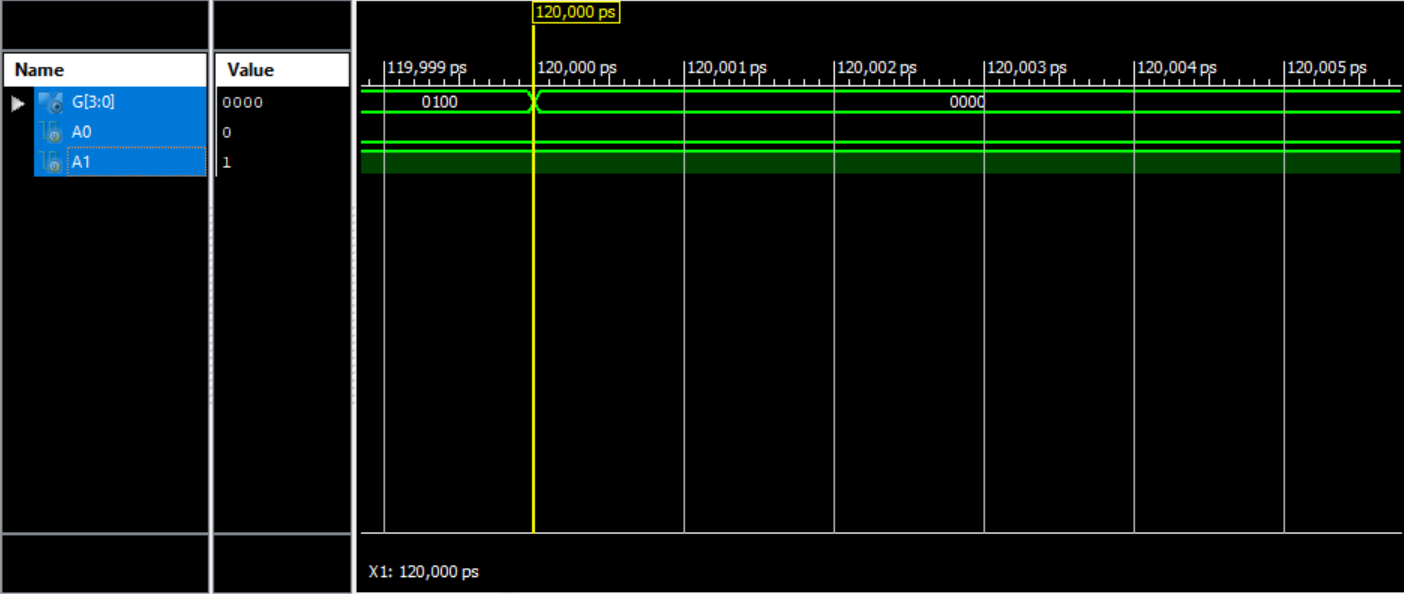 120,000 ps
Name Value
119,999 ps 120,000 ps 120,001 ps 120,002 ps 120,003 ps 120,004 ps 120,005 ps
G[3:0] 0000 0100 0000
A0 0
A1 1
X1: 120,000 ps